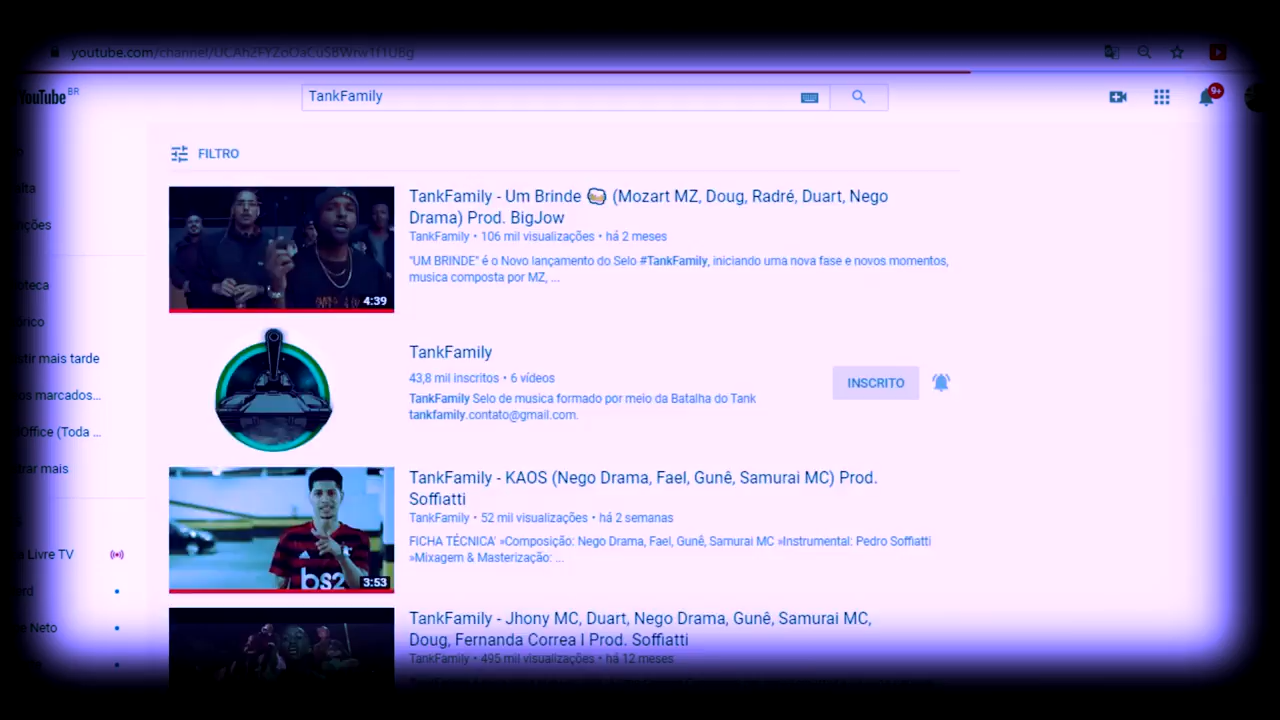 youtube.com/channel/UCAh2FYZoOaCuSBWrw1f1U8g
YouTube BR
TankFamily
9+
FILTRO
TankFamily - Um Brinde 🍻 (Mozart MZ, Doug, Radré, Duart, Nego
Drama) Prod. BigJow
TankFamily • 106 mil visualizações • há 2 meses
"UM BRINDE" é o Novo lançamento do Selo #TankFamily, iniciando uma nova fase e novos momentos,
musica composta por MZ, ...
4:39
TankFamily
43,8 mil inscritos • 6 vídeos
INSCRITO
TankFamily Selo de musica formado por meio da Batalha do Tank
tankfamily.contato@gmail.com.
tir mais tarde
os marcados...
Office (Toda ...
rar mais
TankFamily - KAOS (Nego Drama, Fael, Gunê, Samurai MC) Prod.
Soffiatti
TankFamily • 52 mil visualizações • há 2 semanas
FICHA TÉCNICA' »Composição: Nego Drama, Fael, Gunê, Samurai MC »Instrumental: Pedro Soffiatti
»Mixagem & Masterização: ...
bs2
3:53
Livre TV
Neto
TankFamily - Jhony MC, Duart, Nego Drama, Gunê, Samurai MC,
Doug, Fernanda Correa l Prod. Soffiatti
TankFamily • 495 mil visualizações • há 12 meses